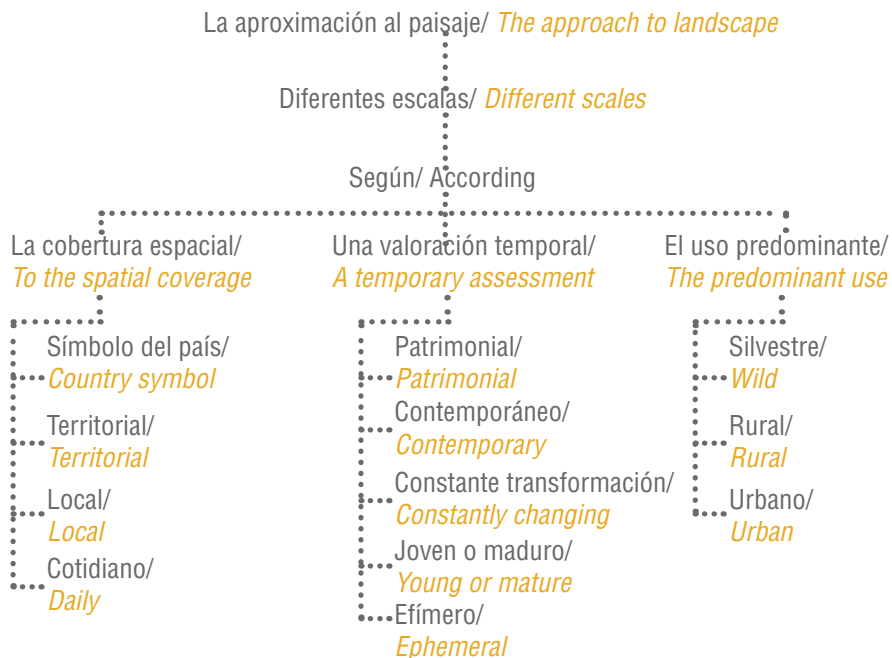 La aproximación al paisaje/ The approach to landscape
Diferentes escalas/ Different scales
Según/ According
La cobertura espacial/
To the spatial coverage
Símbolo del país/
Country symbol
Territorial/
Territorial
Local/
Local
Cotidiano/
Daily
Una valoración temporal/
A temporary assessment
Patrimonial/
Patrimonial
Contemporáneo/
Contemporary
Constante transformación/
Constantly changing
Joven o maduro/
Young or mature
Efímero/
Ephemeral
El uso predominante/
The predominant use
Silvestre/
Wild
Rural/
Rural
Urbano/
Urban